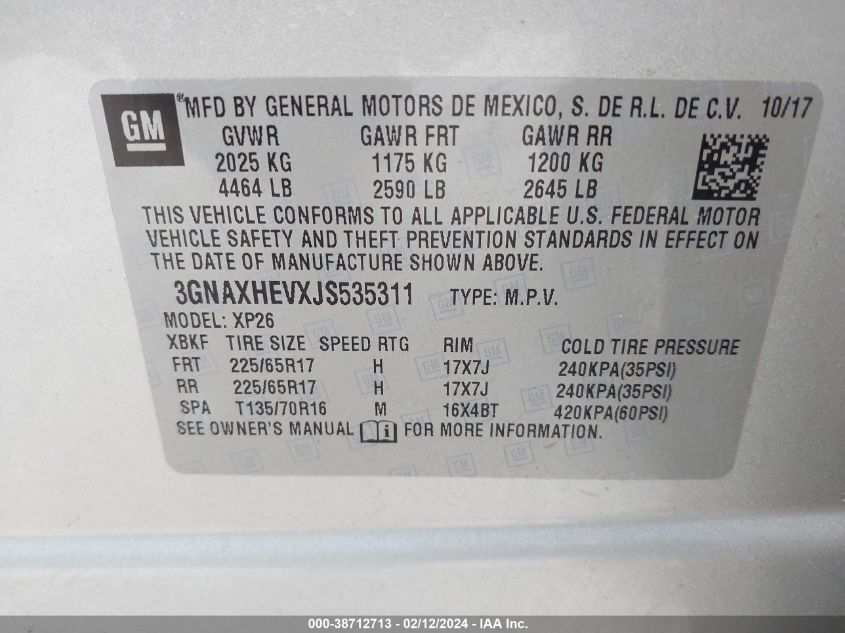 GM ® MFD BY GENERAL MOTORS DE MEXICO, S. DE R.L. DE C.V. 10/17
GVWR GAWR FRT GAWR RR
2025 KG 1175 KG 1200 KG
4464 LB 2590 LB 2645 LB
THIS VEHICLE CONFORMS TO ALL APPLICABLE U.S. FEDERAL MOTOR
VEHICLE SAFETY AND THEFT PREVENTION STANDARDS IN EFFECT ON
THE DATE OF MANUFACTURE SHOWN ABOVE.
3GNAXHEVXJS535311 TYPE: M.P.V.
MODEL: XP26
XBKF TIRE SIZE SPEED RTG RIM COLD TIRE PRESSURE
FRT 225/65R17 H 17X7J 240KPA(35PSI)
RR 225/65R17 H 17X7J 240KPA(35PSI)
SPA T135/70R16 M 16X4BT 420KPA(60PSI)
SEE OWNER'S MANUAL i FOR MORE INFORMATION.
000-38712713 - 02/12/2024 - IAA Inc.